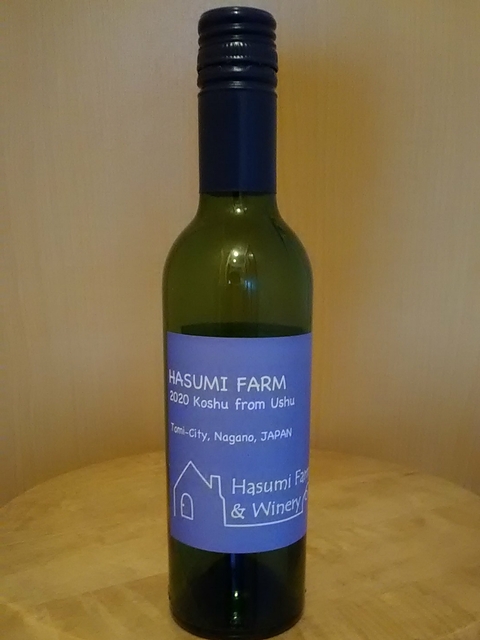 HASUMI FARM
2020 Koshu from Ushu
Tomi-City, Nagano, JAPAN
Hasumi Farm
& Winery